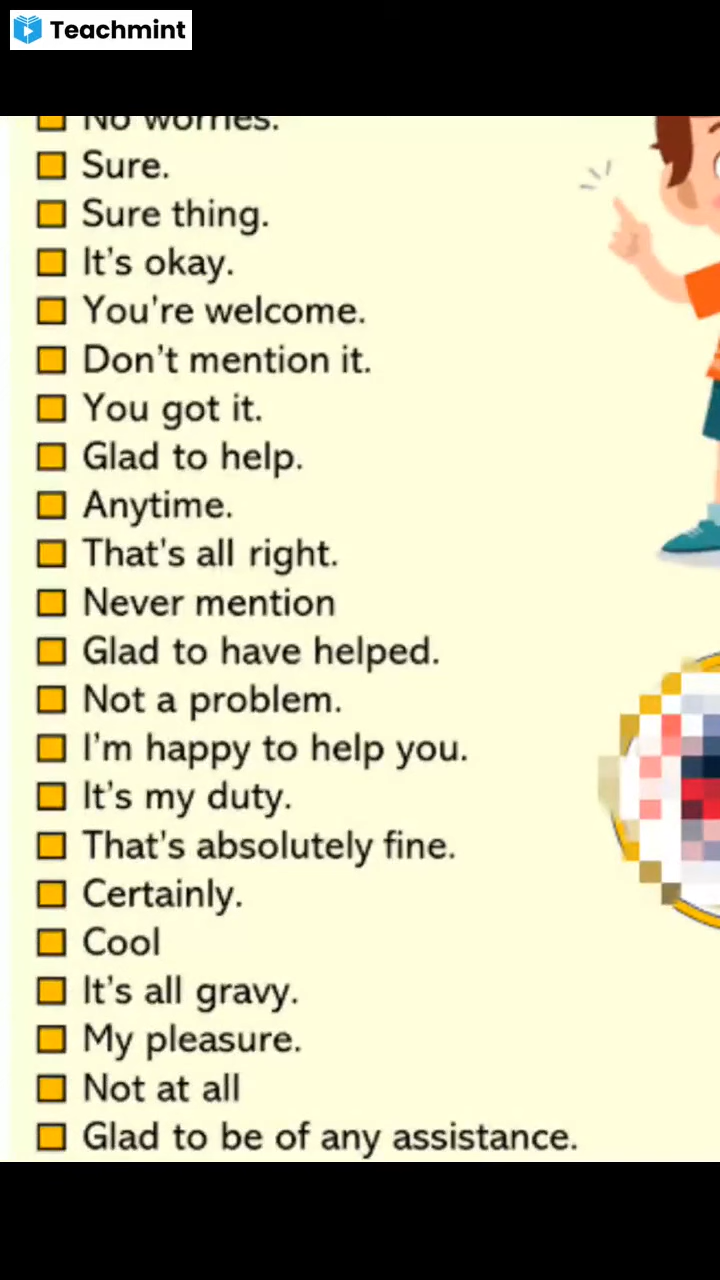 Teachmint
No worries.
Sure.
Sure thing.
It's okay.
You're welcome.
Don't mention it.
You got it.
Glad to help.
Anytime.
That's all right.
Never mention
Glad to have helped.
Not a problem.
I'm happy to help you.
It's my duty.
That's absolutely fine.
Certainly.
Cool
It's all gravy.
My pleasure.
Not at all
Glad to be of any assistance.